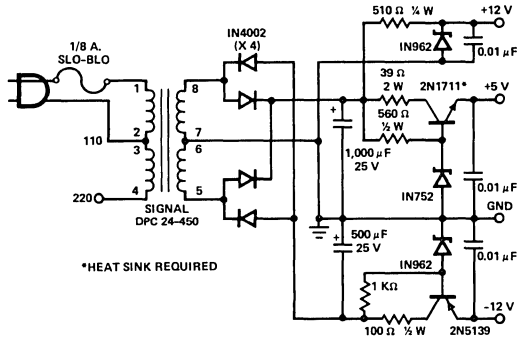 510 Ω ¼ W
+12 V
1/8 A.
SLO-BLO
IN4002
(X 4)
IN962
0.01 µF
39 Ω
2 W
2N1711*
1
8
+5 V
560 Ω
½ W
+
110
2
7
3
6
1,000 µF
25 V
IN752
0.01 µF
220
4
5
GND
SIGNAL
DPC 24-450
+
500 µF
25 V
*HEAT SINK REQUIRED
IN962
0.01 µF
1 KΩ
-12 V
100 Ω ½ W
2N5139